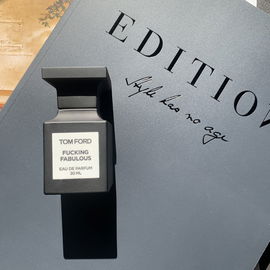 EDITIO
Style has no age
TOM FORD
FUCKING
FABULOUS
EAU DE PARFUM
30 ML